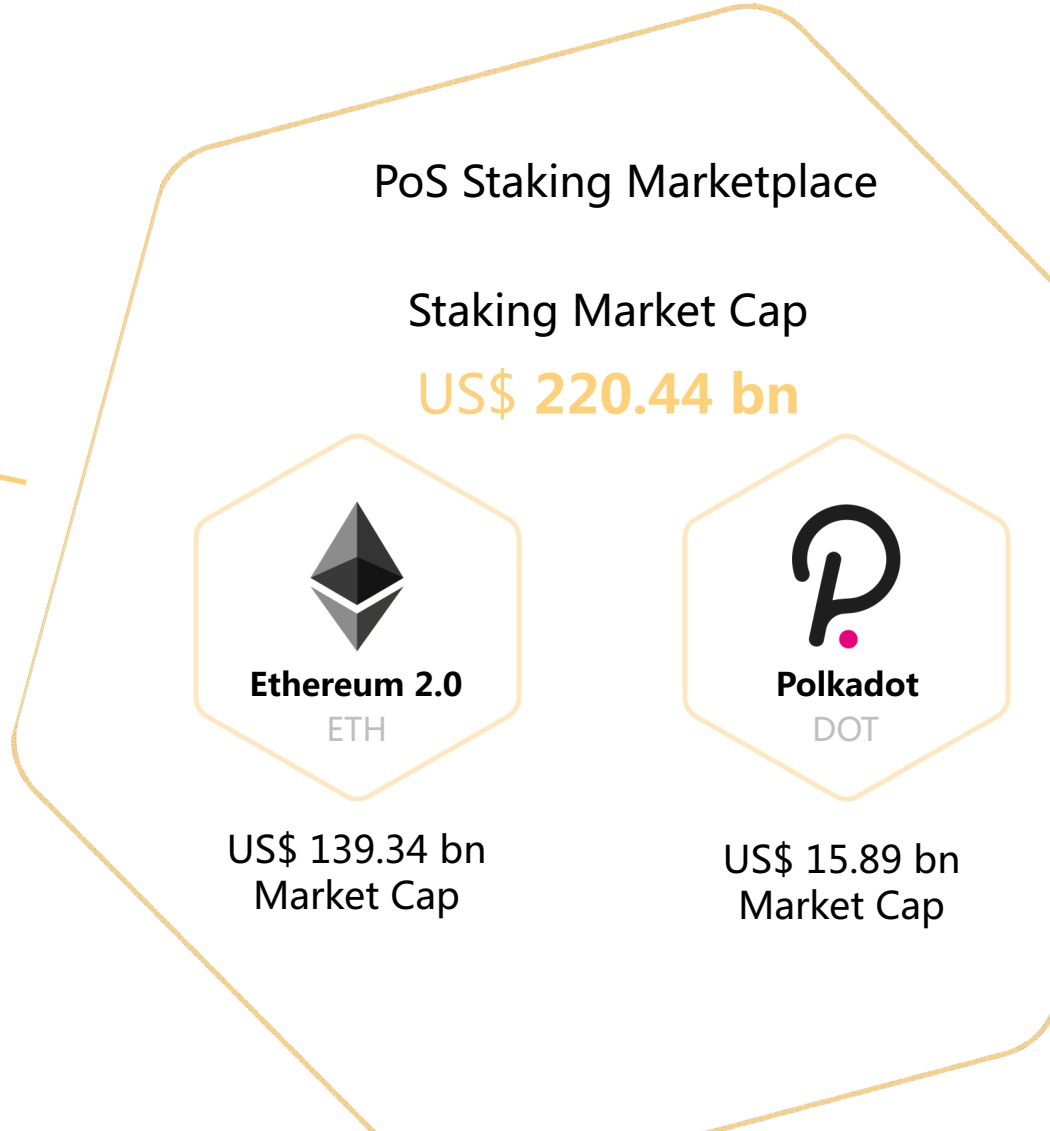 PoS Staking Marketplace
Staking Market Cap
US$ 220.44 bn
Ethereum 2.0
ETH
US$ 139.34 bn
Market Cap
Polkadot
DOT
US$ 15.89 bn
Market Cap